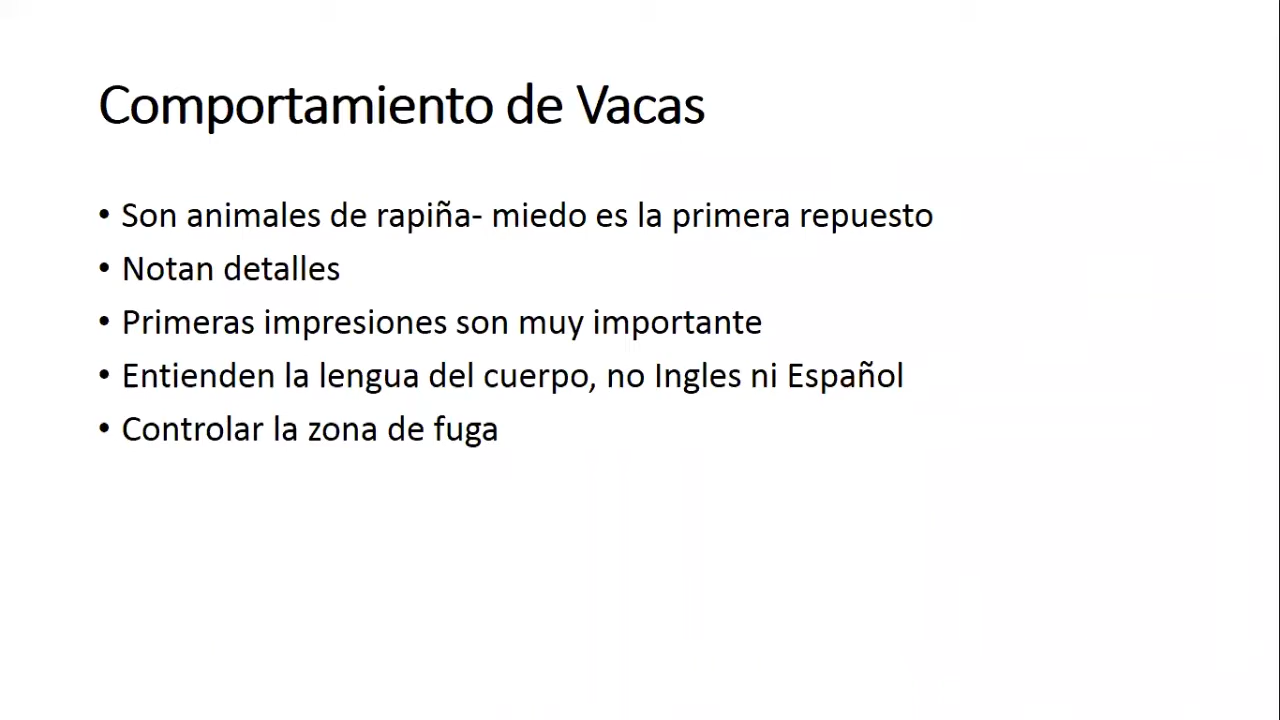 Comportamiento de Vacas
• Son animales de rapiña- miedo es la primera repuesto
• Notan detalles
• Primeras impresiones son muy importante
• Entienden la lengua del cuerpo, no Ingles ni Español
• Controlar la zona de fuga